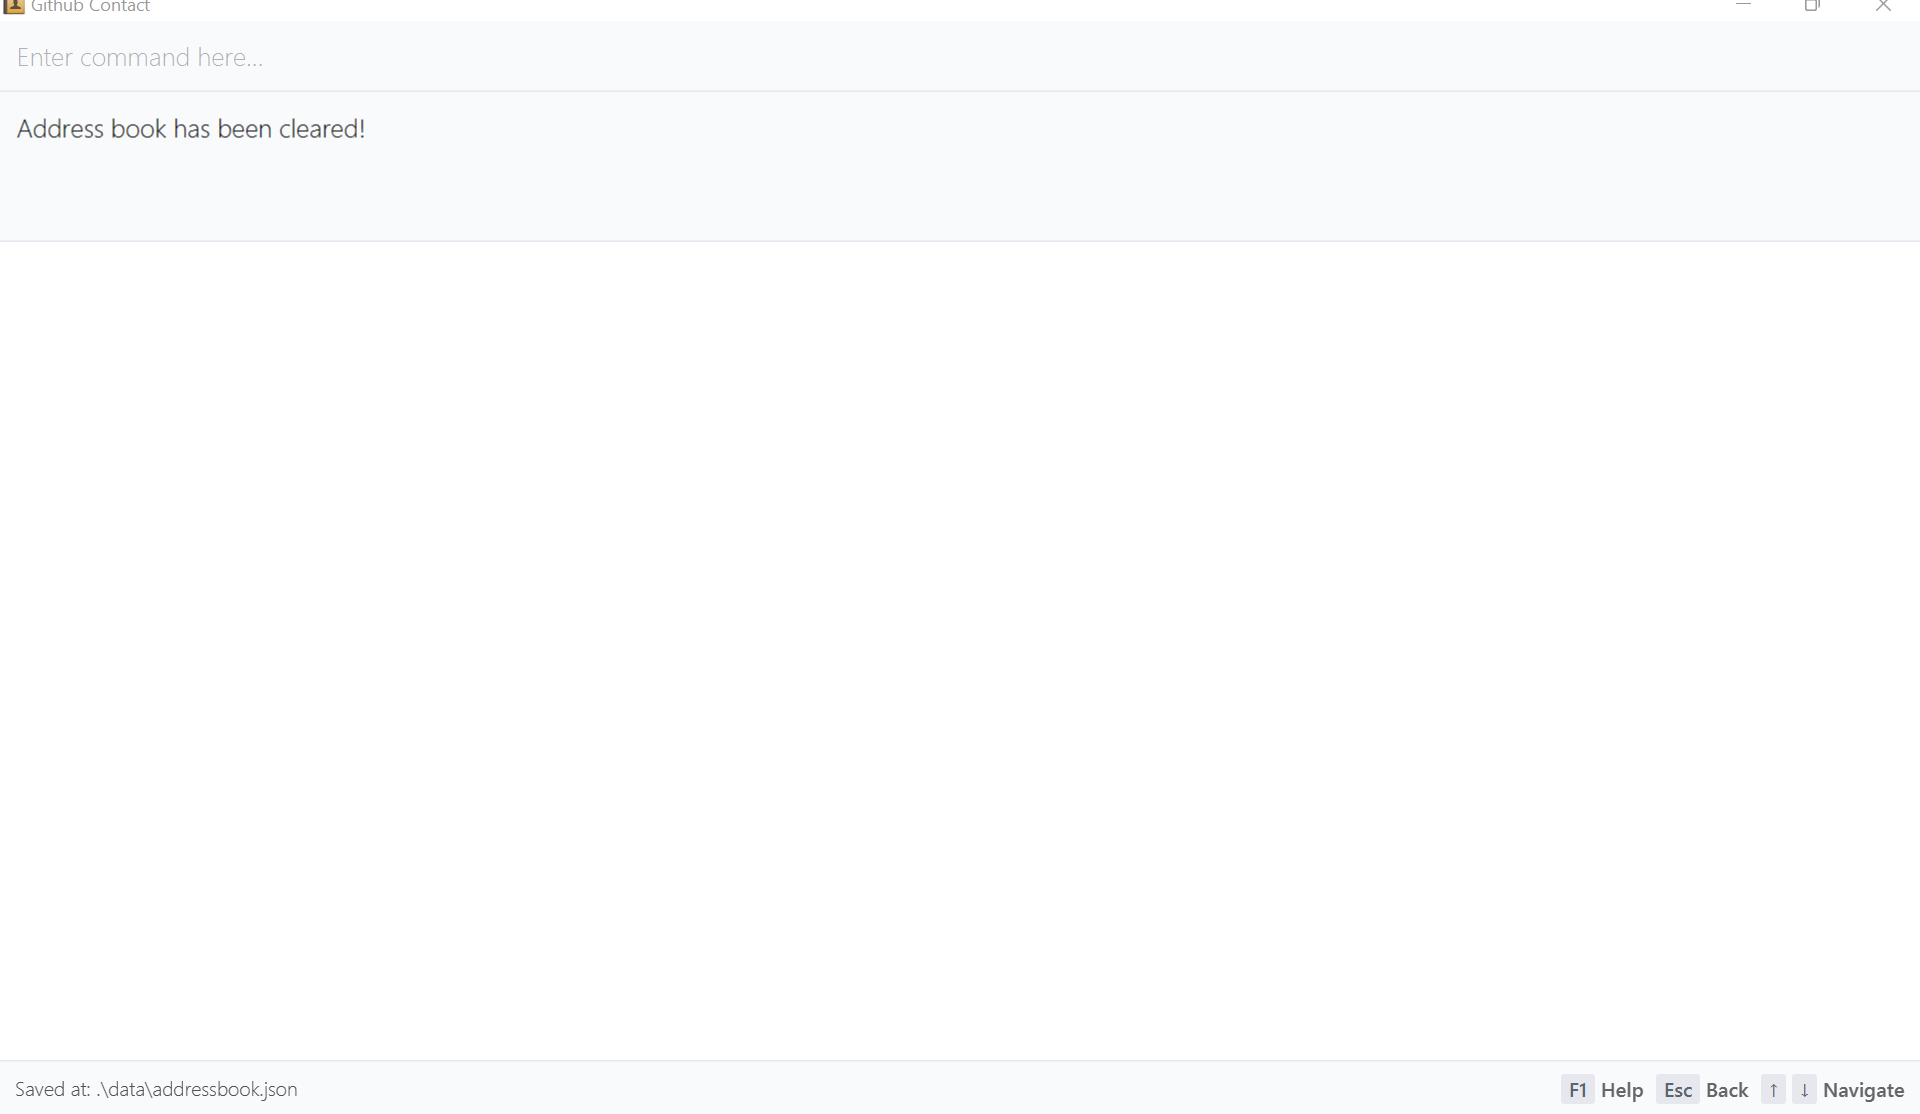 Github Contact
Enter command here...
Address book has been cleared!
Saved at: .\data\addressbook.json
F1 Help Esc Back ↑ ↓ Navigate